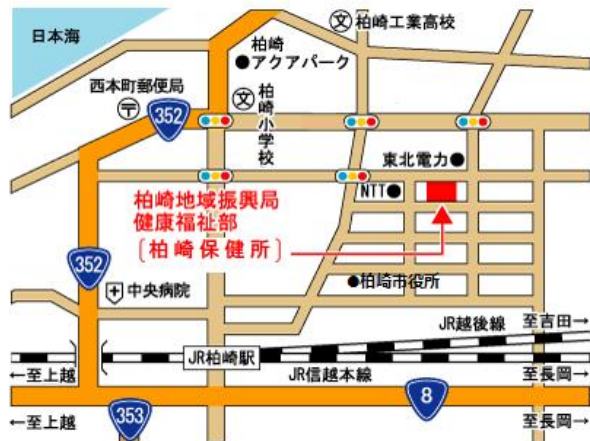 日本海
文
柏崎工業高校
柏崎
アクアパーク
西本町郵便局
〒
352
文
柏崎小学校
東北電力
NTT
柏崎地域振興局
健康福祉部
〔柏崎保健所〕
352
中央病院
柏崎市役所
JR越後線
至吉田→
JR柏崎駅
←至上越
JR信越本線
至長岡→
8
←至上越
353
至長岡→